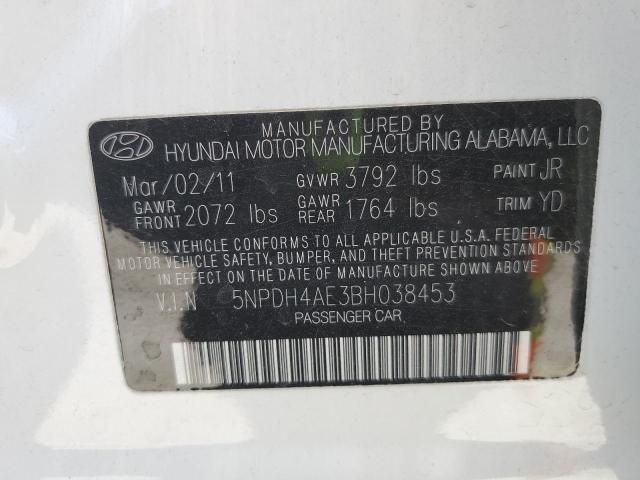 MANUFACTURED BY
HYUNDAI MOTOR MANUFACTURING ALABAMA, LLC
Mar/02/11 GVWR 3792 lbs PAINT JR
GAWR FRONT 2072 lbs GAWR REAR 1764 lbs TRIM YD
THIS VEHICLE CONFORMS TO ALL APPLICABLE U.S.A. FEDERAL
MOTOR VEHICLE SAFETY, BUMPER, AND THEFT PREVENTION STANDARDS
IN EFFECT ON THE DATE OF MANUFACTURE SHOWN ABOVE
V.I.N 5NPDH4AE3BH038453
PASSENGER CAR